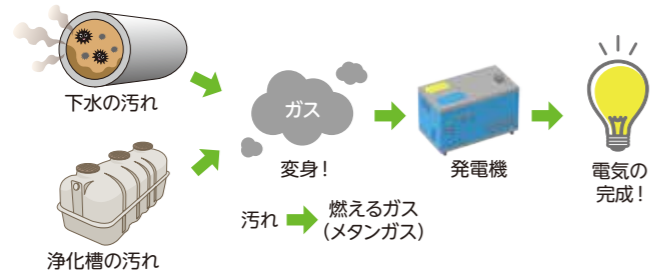 下水の汚れ
浄化槽の汚れ
ガス
変身！
汚れ
燃えるガス
(メタンガス)
発電機
電気の
完成！